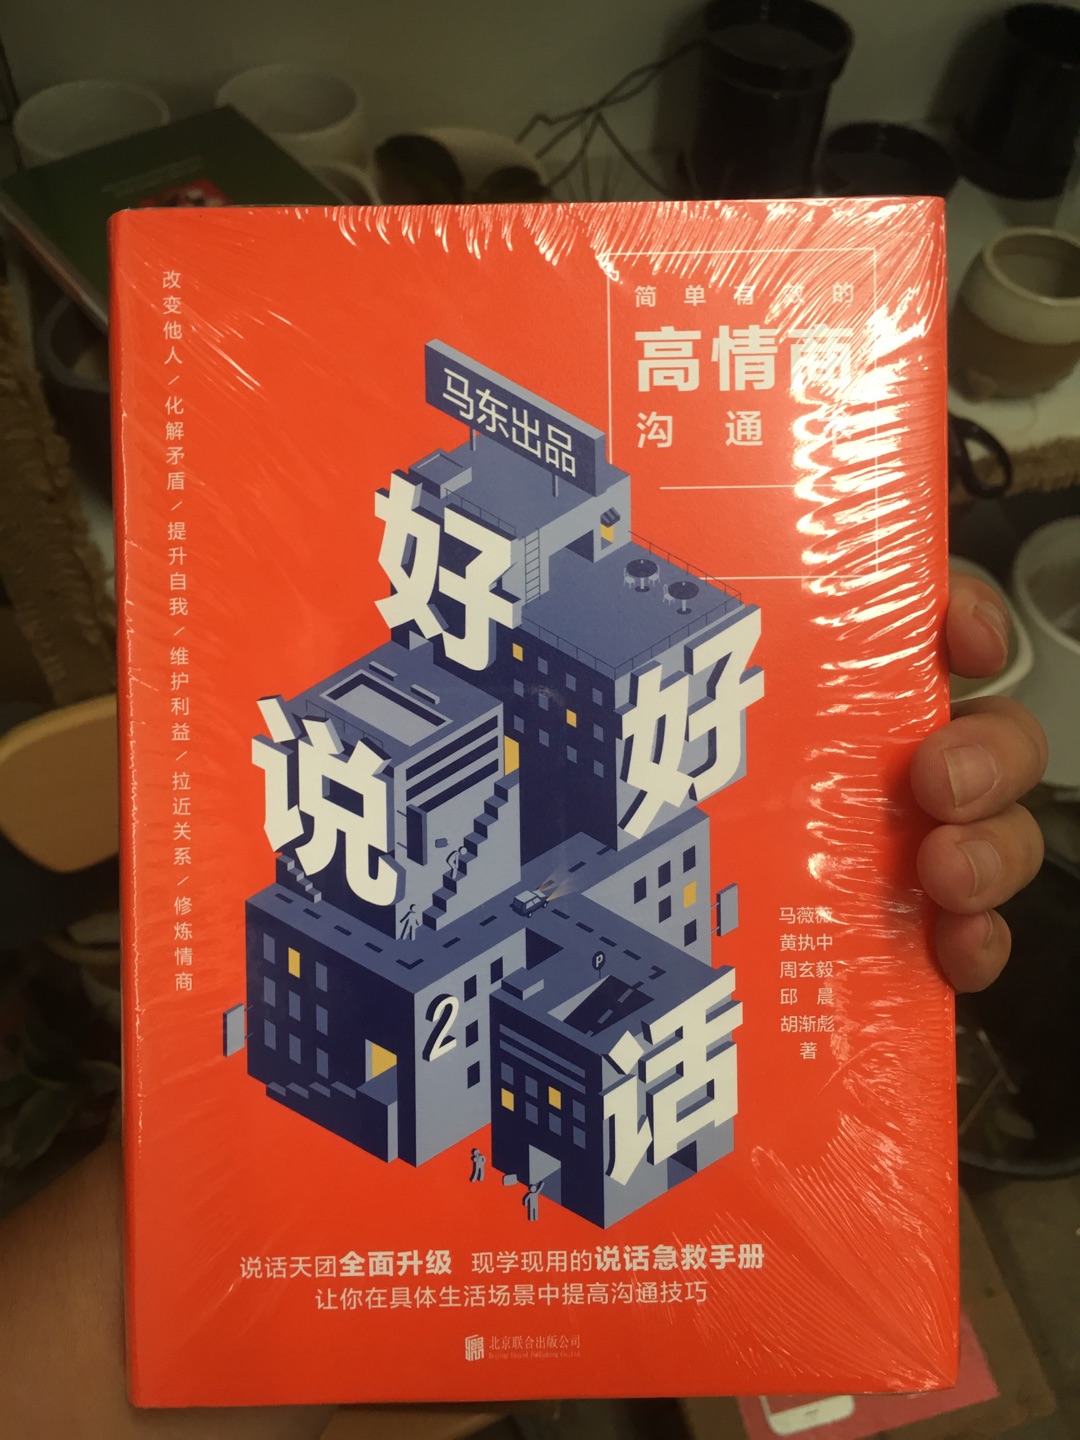 改变他人/化解矛盾/提升自我/维护利益/拉近关系/修炼情商
简单有效的
高情商
沟通
马东出品
好
好
说
2
话
P
马薇薇
黄执中
周玄毅
邱晨
胡渐彪
著
说话天团全面升级 现学现用的说话急救手册
让你在具体生活场景中提高沟通技巧
北京联合出版公司
Beijing United Publishing Co.,Ltd.